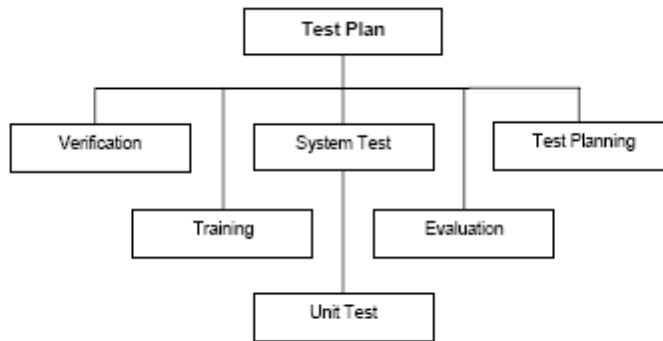 Test Plan
Verification
System Test
Test Planning
Training
Evaluation
Unit Test